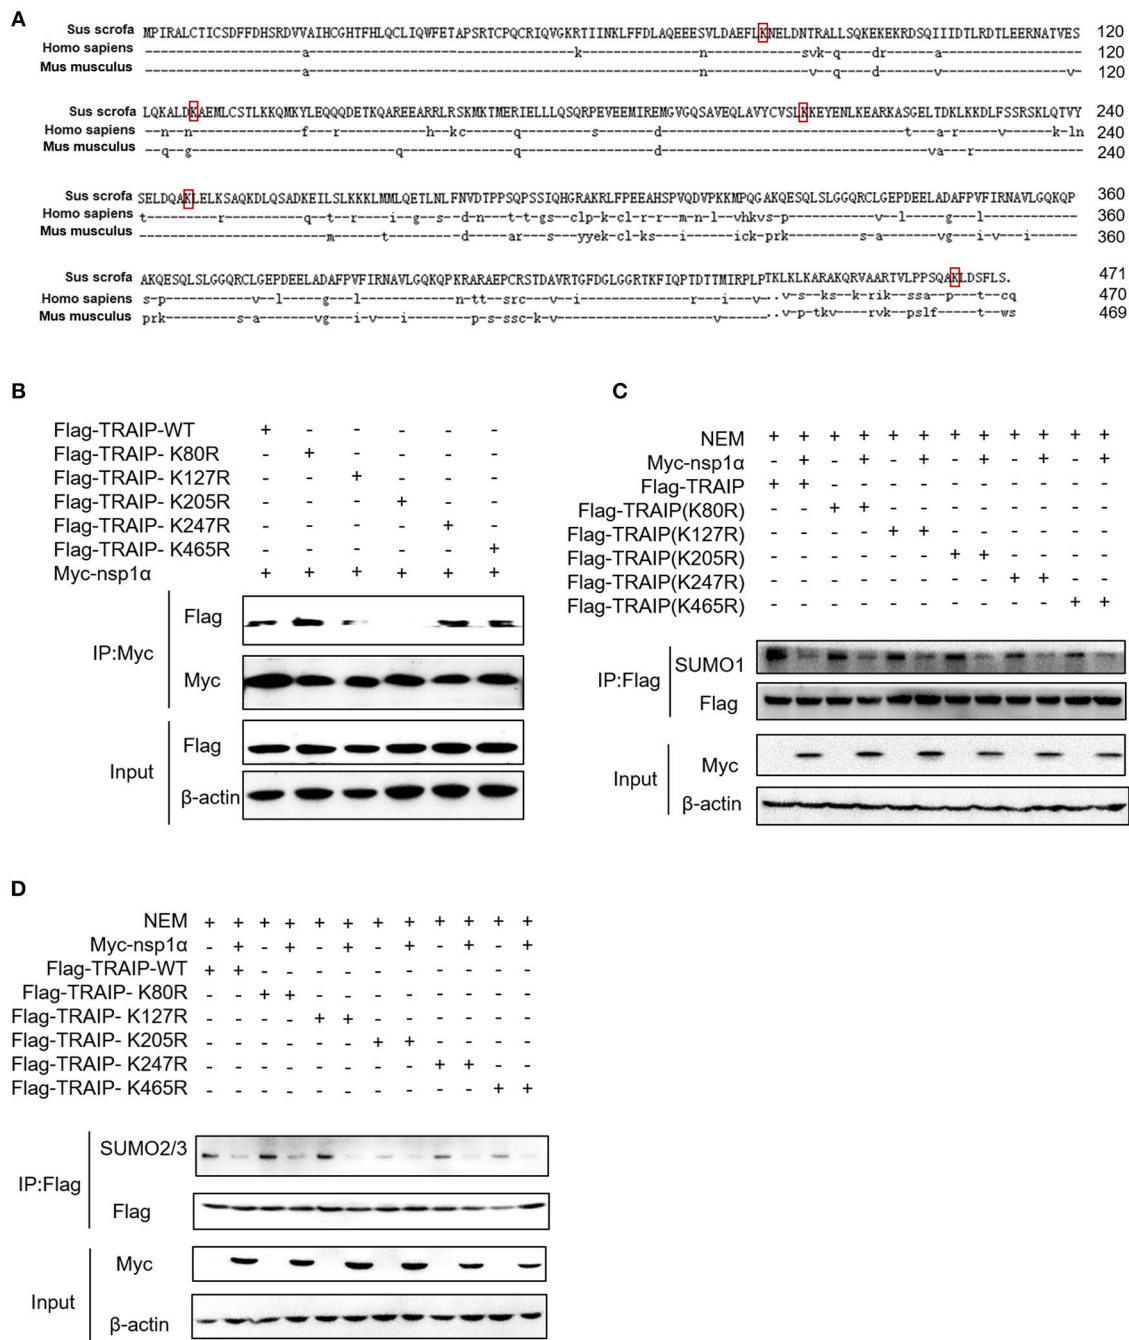 A
Sus scrofa MPIRALCTICSDFFDHSRDVVAIHCGHTFHLQCLIQWFETAPSRTCPQCRIQVGKRTIINKLFFDLAQEEESVLDAEFLKNELDNTRALLSQKEKEKRDSQIIIDTLRDTLEERNATVES 120
Homo sapiens 120
Mus musculus 120
Sus scrofa LQKALDKAEMLCSTLKKQMKYLEQQQDETKQAREEARRLRSKMKTMERIELLLQSQRPEVEEMIREMGVGQSAVEQLAVYCVSLKKEYENLKEARKASGELTDKLKKDLFSSRSKLQTVY 240
Homo sapiens 240
Mus musculus 240
Sus scrofa SELDQAKLELKSAQKDLQSADKEILSLKKKLMMLQETLNLFNVDTPPSQPSSIQHGRAKRLFPEEAHSPVQDVPKKMPQGAKQESQLSLGGQRCLGEPDEELADAFPVFIRNAVLGQKQP 360
Homo sapiens 360
Mus musculus 360
Sus scrofa AKQESQLSLGGQRCLGEPDEELADAFPVFIRNAVLGQKQPKRARAEPCRSTDAVRTGFDGLGGRTKFIQPTDTTMIRPLPTKLKLKARAKQRVAARTVLPPSQAKLDSFLS. 471
Homo sapiens 470
Mus musculus 469
B
Flag-TRAIP-WT + - - - - -
Flag-TRAIP- K80R - + - - - -
Flag-TRAIP- K127R - - + - - -
Flag-TRAIP- K205R - - - + - -
Flag-TRAIP- K247R - - - - + -
Flag-TRAIP- K465R - - - - - +
Myc-nsp1α + + + + + +
IP:Myc
Flag
Myc
Input
Flag
β-actin
C
NEM + + + + + + + + + + + +
Myc-nsp1α - + - + - + - + - + - +
Flag-TRAIP + + - - - - - - - - - -
Flag-TRAIP(K80R) - - + + - - - - - - - -
Flag-TRAIP(K127R) - - - - + + - - - - - -
Flag-TRAIP(K205R) - - - - - - + + - - - -
Flag-TRAIP(K247R) - - - - - - - - + + - -
Flag-TRAIP(K465R) - - - - - - - - - - + +
IP:Flag
SUMO1
Flag
Input
Myc
β-actin
D
NEM + + + + + + + + + + + +
Myc-nsp1α - + - + - + - + - + - +
Flag-TRAIP-WT + + - - - - - - - - - -
Flag-TRAIP- K80R - - + + - - - - - - - -
Flag-TRAIP- K127R - - - - + + - - - - - -
Flag-TRAIP- K205R - - - - - - + + - - - -
Flag-TRAIP- K247R - - - - - - - - + + - -
Flag-TRAIP- K465R - - - - - - - - - - + +
IP:Flag
SUMO2/3
Flag
Input
Myc
β-actin